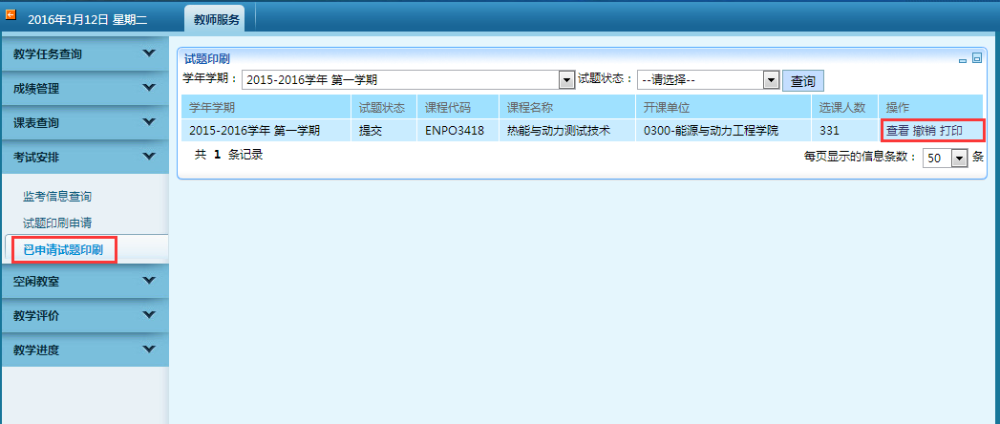 2016年1月12日 星期二
教师服务
教学任务查询
成绩管理
课表查询
考试安排
监考信息查询
试题印刷申请
已申请试题印刷
空闲教室
教学评价
教学进度
试题印刷
学年学期： 2015-2016学年 第一学期 试题状态： --请选择-- 查询
学年学期 试题状态 课程代码 课程名称 开课单位 选课人数 操作
2015-2016学年 第一学期 提交 ENPO3418 热能与动力测试技术 0300-能源与动力工程学院 331 查看 撤销 打印
共 1 条记录 每页显示的信息条数： 50 条